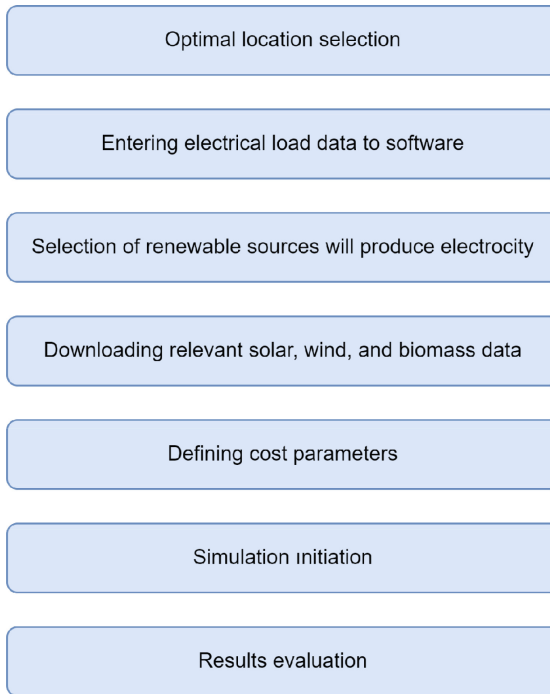 Optimal location selection
Entering electrical load data to software
Selection of renewable sources will produce electrocity
Downloading relevant solar, wind, and biomass data
Defining cost parameters
Simulation ınitiation
Results evaluation